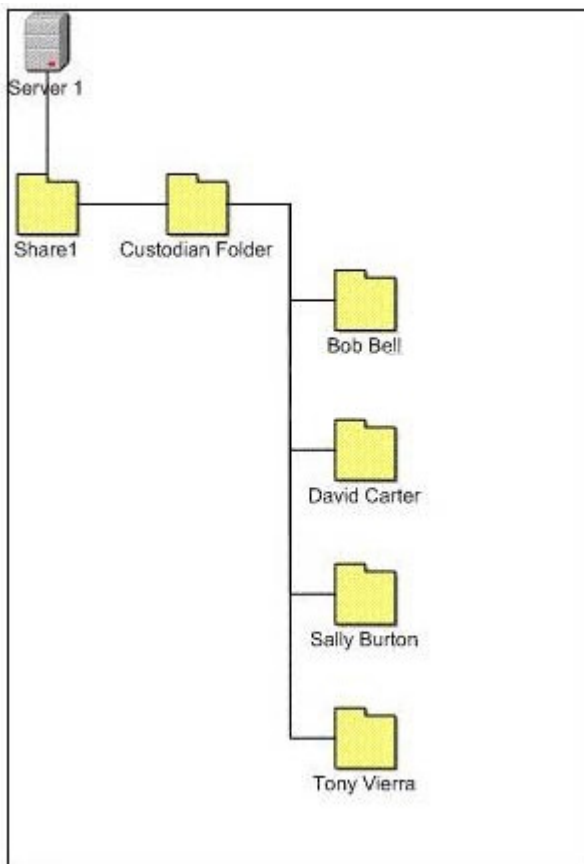 Server 1
Share1
Custodian Folder
Bob Bell
David Carter
Sally Burton
Tony Vierra